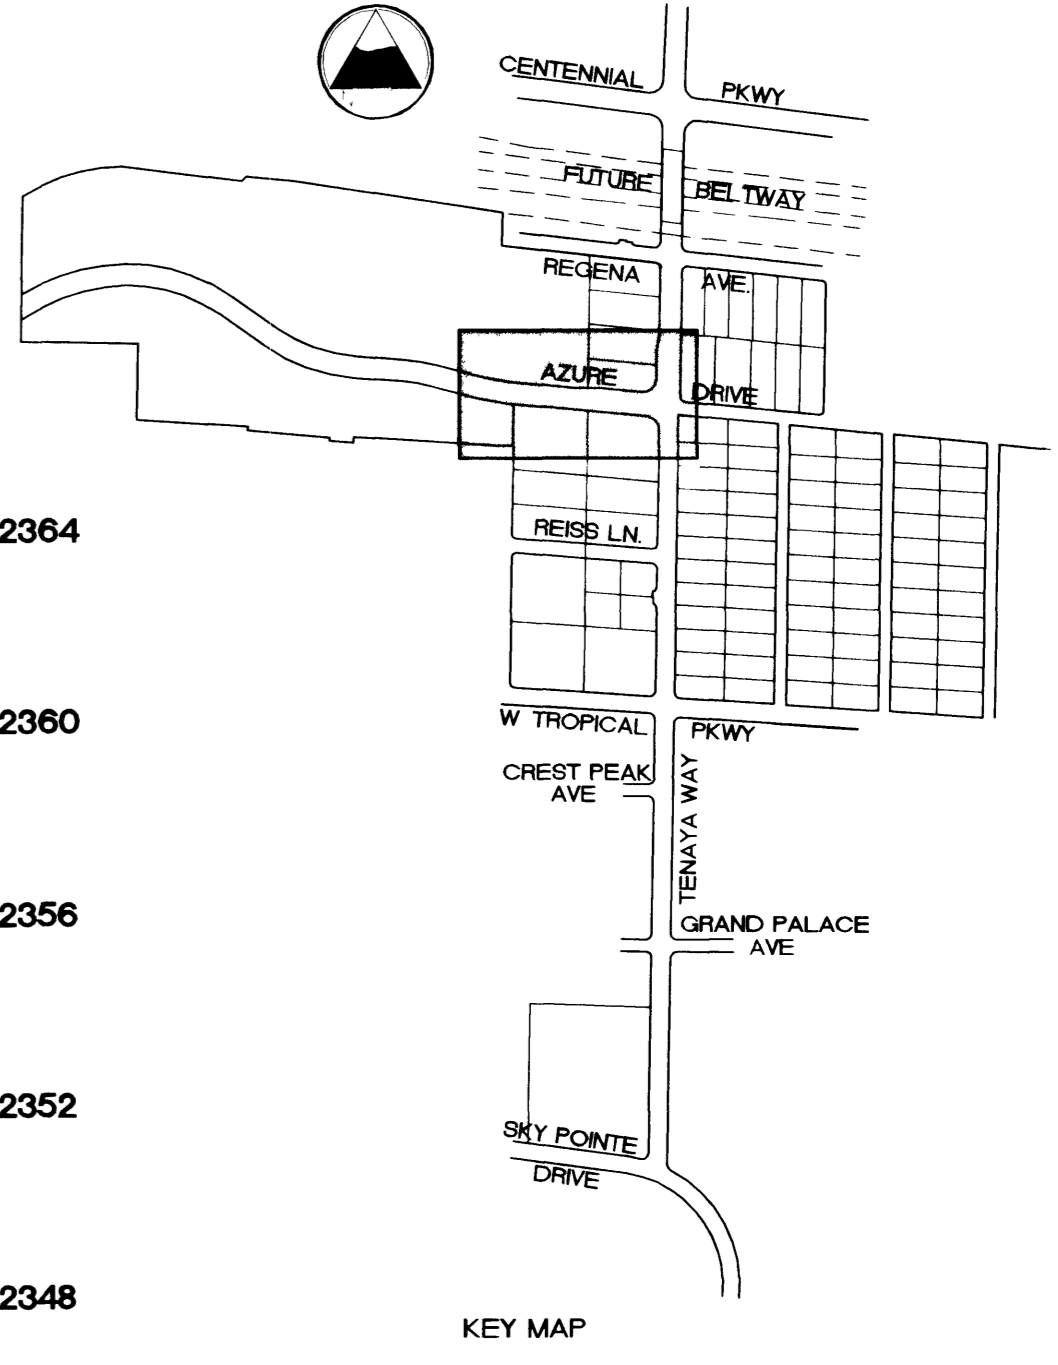 CENTENNIAL PKWY
FUTURE BELTWAY
REGENA AVE.
AZURE DRIVE
2364
REISS LN.
2360
W TROPICAL PKWY
CREST PEAK
AVE
TENAYA WAY
2356
GRAND PALACE
AVE
2352
SKY POINTE
DRIVE
2348
KEY MAP